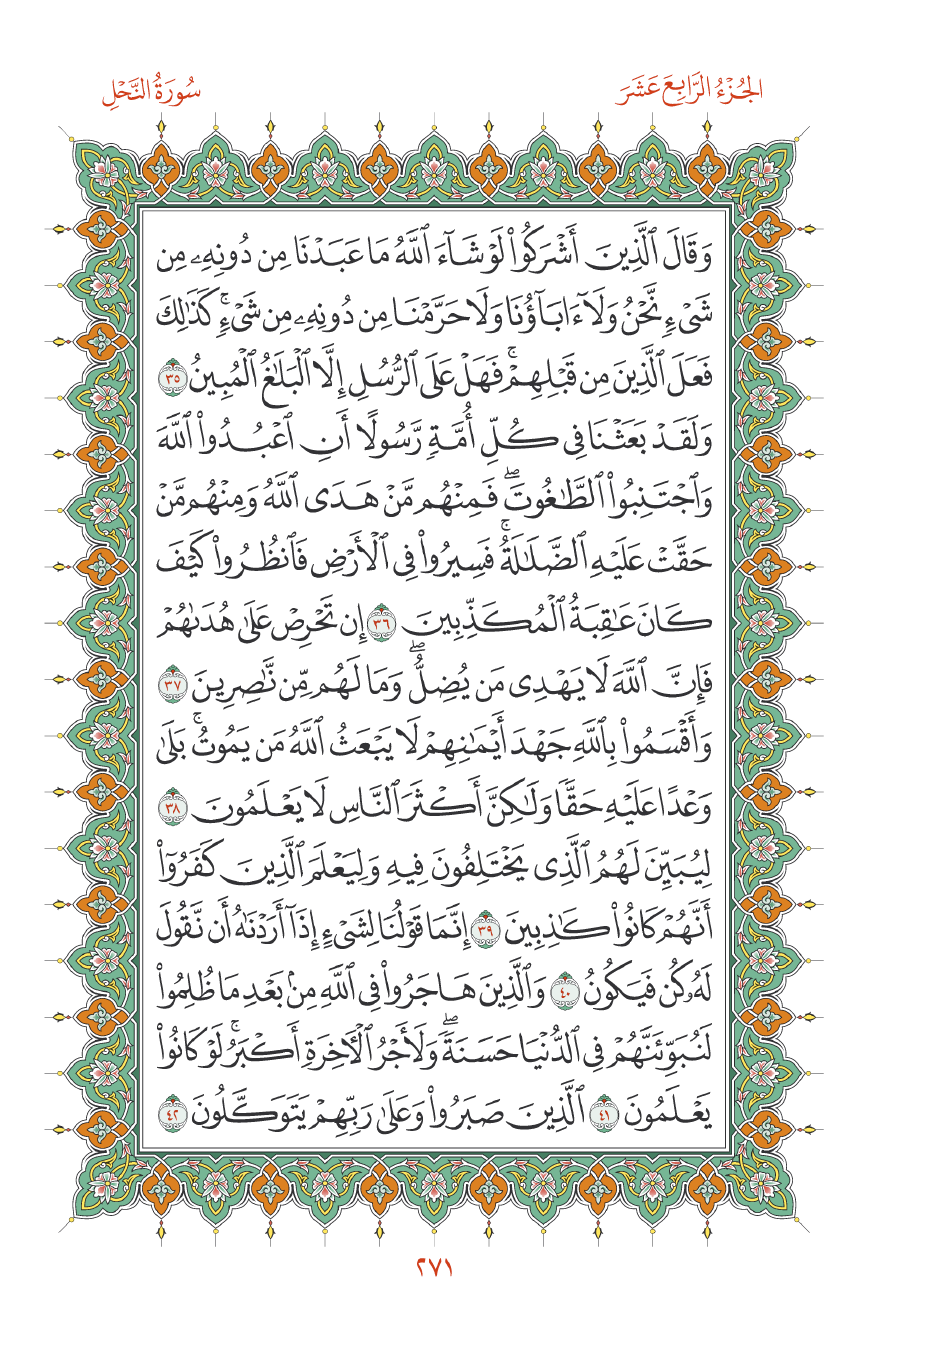 الجُزْءُ الرَّابِعَ عَشَرَ
سُورَةُ النَّحْلِ
وَقَالَ ٱلَّذِينَ أَشْرَكُوا۟ لَوْ شَآءَ ٱللَّهُ مَا عَبَدْنَا مِن دُونِهِۦ مِن
شَىْءٍ نَّحْنُ وَلَآ ءَابَآؤُنَا وَلَا حَرَّمْنَا مِن دُونِهِۦ مِن شَىْءٍ ۚ كَذَٰلِكَ
فَعَلَ ٱلَّذِينَ مِن قَبْلِهِمْ ۚ فَهَلْ عَلَى ٱلرُّسُلِ إِلَّا ٱلْبَلَٰغُ ٱلْمُبِينُ ٣٥
وَلَقَدْ بَعَثْنَا فِى كُلِّ أُمَّةٍ رَّسُولًا أَنِ ٱعْبُدُوا۟ ٱللَّهَ
وَٱجْتَنِبُوا۟ ٱلطَّٰغُوتَ ۖ فَمِنْهُم مَّنْ هَدَى ٱللَّهُ وَمِنْهُم مَّنْ
حَقَّتْ عَلَيْهِ ٱلضَّلَٰلَةُ ۚ فَسِيرُوا۟ فِى ٱلْأَرْضِ فَٱنظُرُوا۟ كَيْفَ
كَانَ عَٰقِبَةُ ٱلْمُكَذِّبِينَ ٣٦ إِن تَحْرِصْ عَلَىٰ هُدَىٰهُمْ
فَإِنَّ ٱللَّهَ لَا يَهْدِى مَن يُضِلُّ ۖ وَمَا لَهُم مِّن نَّٰصِرِينَ ٣٧
وَأَقْسَمُوا۟ بِٱللَّهِ جَهْدَ أَيْمَٰنِهِمْ لَا يَبْعَثُ ٱللَّهُ مَن يَمُوتُ ۚ بَلَىٰ
وَعْدًا عَلَيْهِ حَقًّا وَلَٰكِنَّ أَكْثَرَ ٱلنَّاسِ لَا يَعْلَمُونَ ٣٨
لِيُبَيِّنَ لَهُمُ ٱلَّذِى يَخْتَلِفُونَ فِيهِ وَلِيَعْلَمَ ٱلَّذِينَ كَفَرُوٓا۟
أَنَّهُمْ كَانُوا۟ كَٰذِبِينَ ٣٩ إِنَّمَا قَوْلُنَا لِشَىْءٍ إِذَآ أَرَدْنَٰهُ أَن نَّقُولَ
لَهُۥ كُن فَيَكُونُ ٤٠ وَٱلَّذِينَ هَاجَرُوا۟ فِى ٱللَّهِ مِنۢ بَعْدِ مَا ظُلِمُوا۟
لَنُبَوِّئَنَّهُمْ فِى ٱلدُّنْيَا حَسَنَةً ۖ وَلَأَجْرُ ٱلْءَاخِرَةِ أَكْبَرُ ۚ لَوْ كَانُوا۟
يَعْلَمُونَ ٤١ ٱلَّذِينَ صَبَرُوا۟ وَعَلَىٰ رَبِّهِمْ يَتَوَكَّلُونَ ٤٢
٢٧١